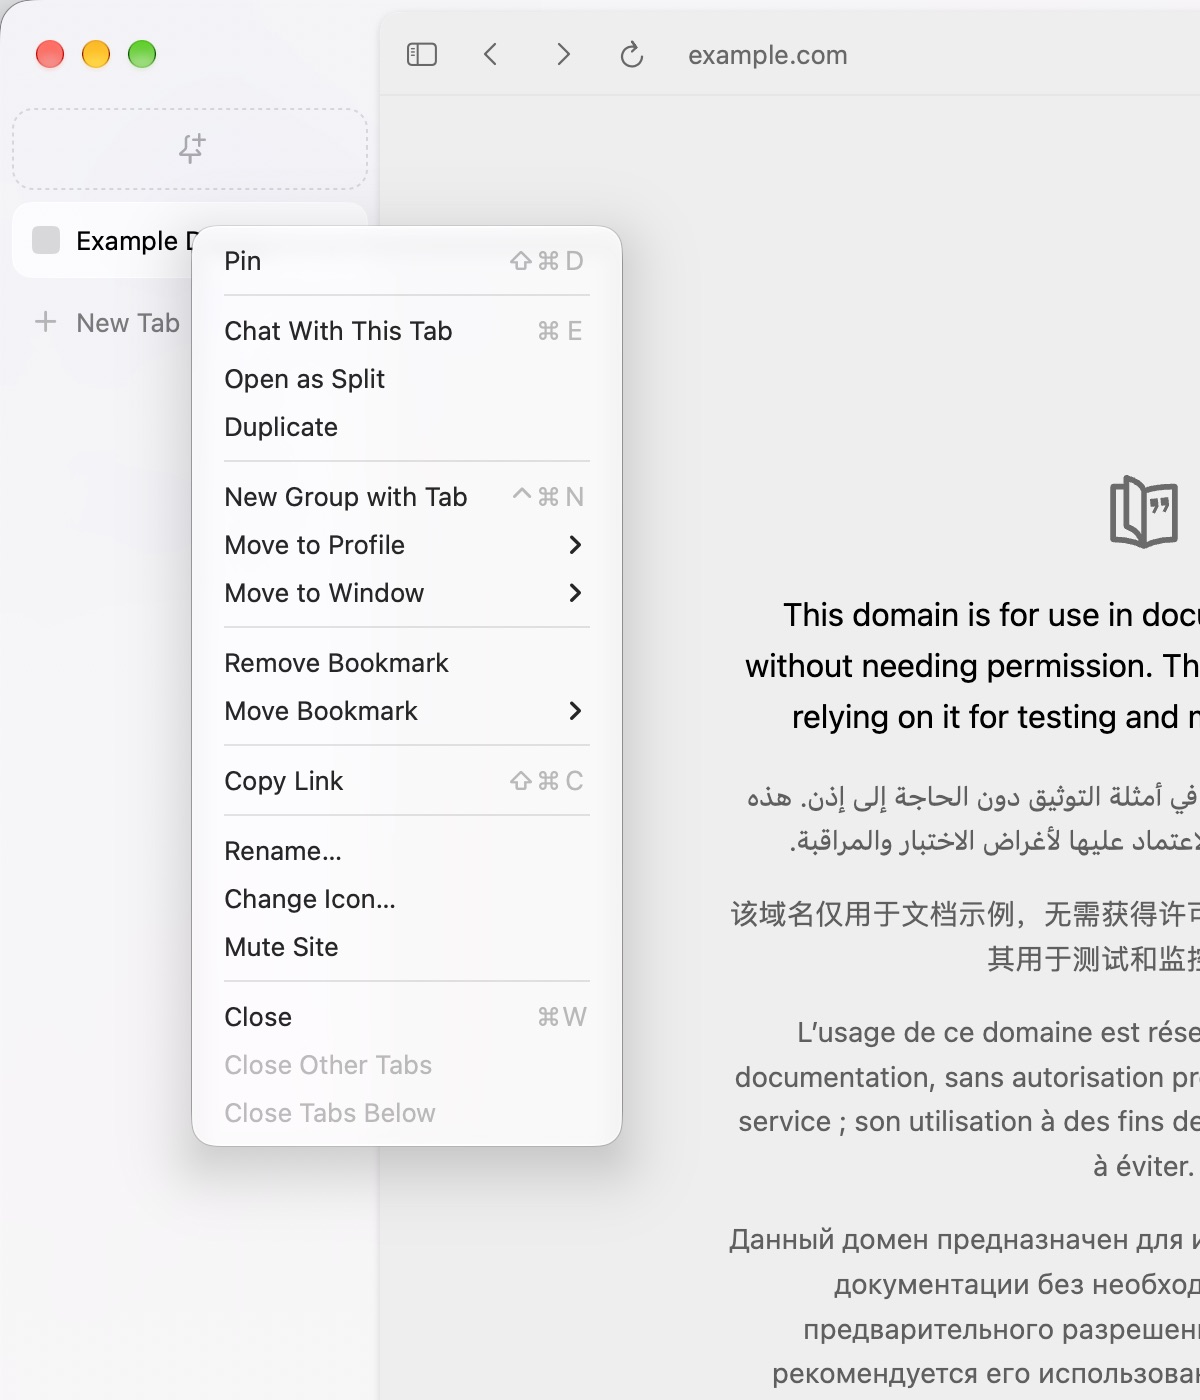 example.com
Example D
New Tab
Pin ⇧⌘D
Chat With This Tab ⌘E
Open as Split
Duplicate
New Group with Tab ^⌘N
Move to Profile
Move to Window
Remove Bookmark
Move Bookmark
Copy Link ⇧⌘C
Rename...
Change Icon...
Mute Site
Close ⌘W
Close Other Tabs
Close Tabs Below
This domain is for use in docu
without needing permission. Th
relying on it for testing and
في أمثلة التوثيق دون الحاجة إلى إذن. هذه
لاعتماد عليها لأغراض الاختبار والمراقبة.
该域名仅用于文档示例，无需获得许可
其用于测试和监控
L’usage de ce domaine est rése
documentation, sans autorisation pr
service ; son utilisation à des fins de
à éviter.
Данный домен предназначен для и
документации без необход
предварительного разрешен
рекомендуется его использован